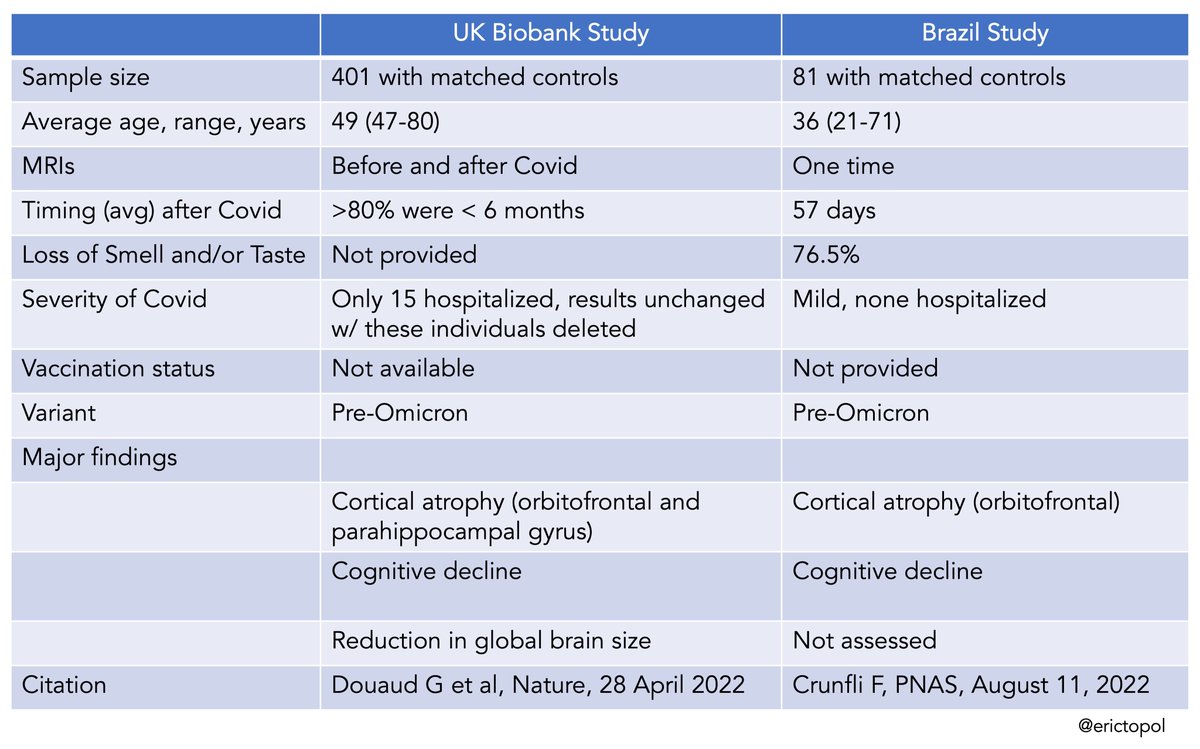 UK Biobank Study Brazil Study
Sample size 401 with matched controls 81 with matched controls
Average age, range, years 49 (47-80) 36 (21-71)
MRIs Before and after Covid One time
Timing (avg) after Covid >80% were < 6 months 57 days
Loss of Smell and/or Taste Not provided 76.5%
Severity of Covid Only 15 hospitalized, results unchanged Mild, none hospitalized
w/ these individuals deleted
Vaccination status Not available Not provided
Variant Pre-Omicron Pre-Omicron
Major findings
Cortical atrophy (orbitofrontal and Cortical atrophy (orbitofrontal)
parahippocampal gyrus)
Cognitive decline Cognitive decline
Reduction in global brain size Not assessed
Citation Douaud G et al, Nature, 28 April 2022 Crunfli F, PNAS, August 11, 2022
@erictopol